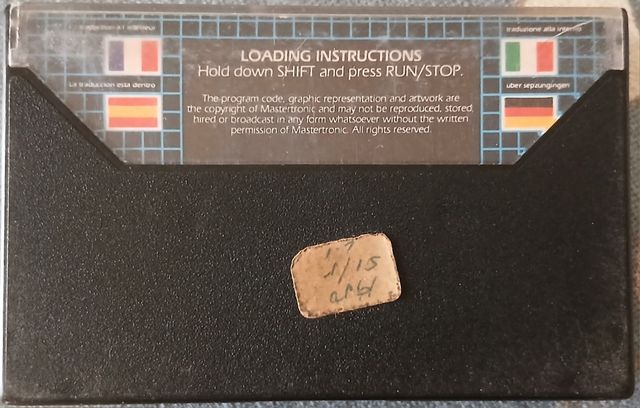 traduzione alla interno
LOADING INSTRUCTIONS
Hold down SHIFT and press RUN/STOP.
La traduccion esta dentro
uber sepzungingen
The program code, graphic representation and artwork are
the copyright of Mastertronic and may not be reproduced, stored,
hired or broadcast in any form whatsoever without the written
permission of Mastertronic. All rights reserved.
1/15